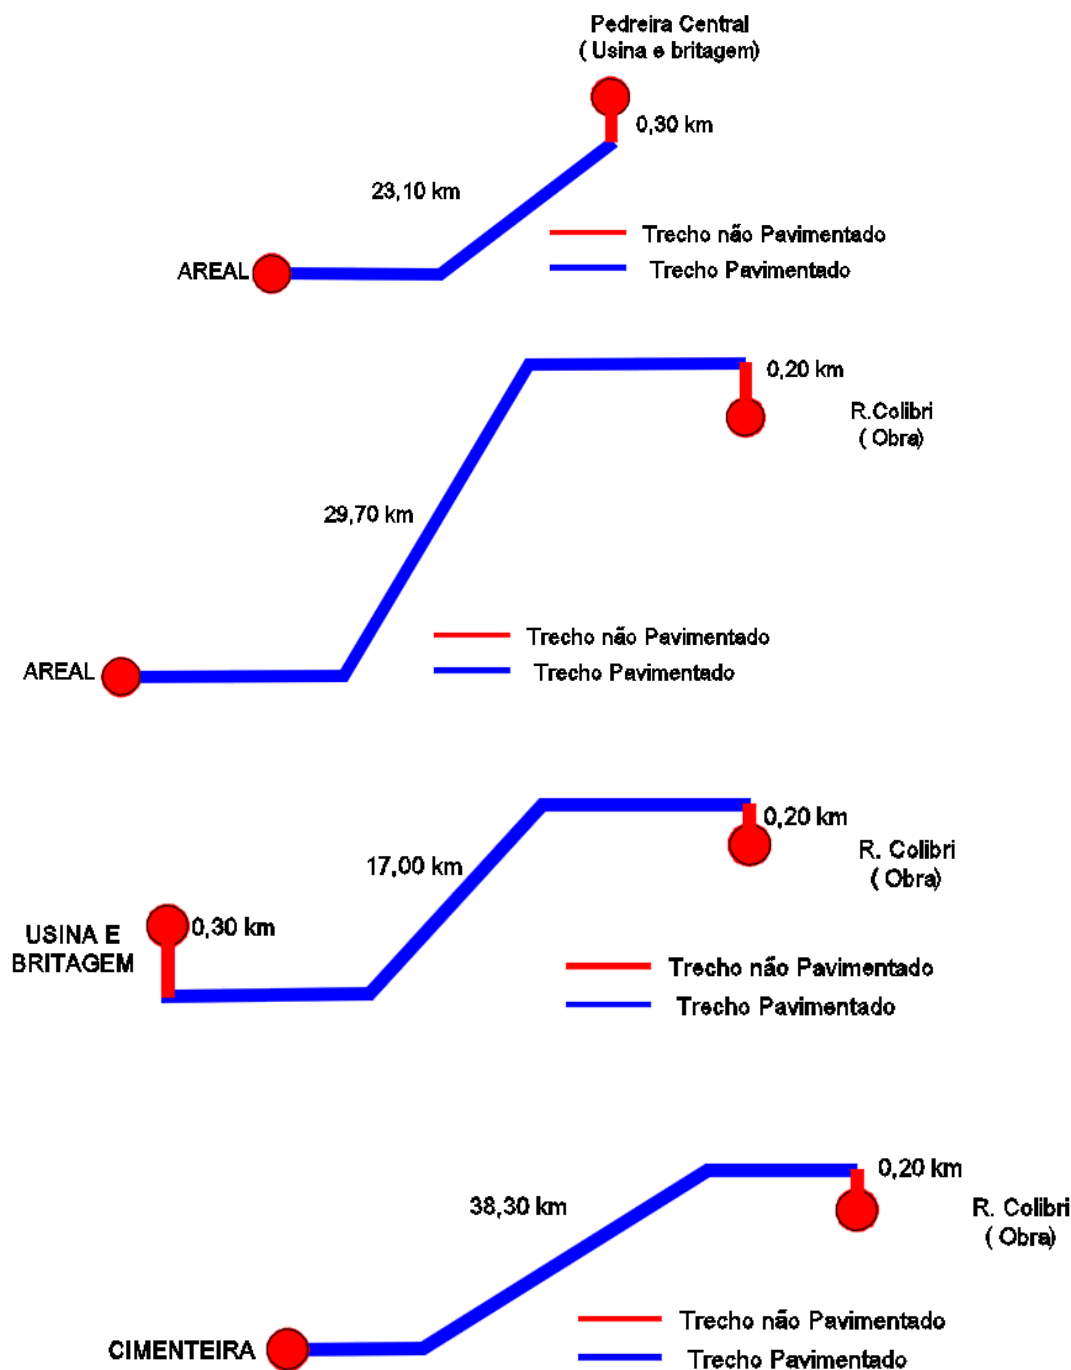 Pedreira Central
( Usina e britagem)
0,30 km
23,10 km
Trecho não Pavimentado
AREAL
Trecho Pavimentado
0,20 km
R.Colibri
( Obra)
29,70 km
Trecho não Pavimentado
AREAL
Trecho Pavimentado
0,20 km
R. Colibri
( Obra)
17,00 km
0,30 km
USINA E
BRITAGEM
Trecho não Pavimentado
Trecho Pavimentado
0,20 km
38,30 km
R. Colibri
( Obra)
Trecho não Pavimentado
CIMENTEIRA
Trecho Pavimentado